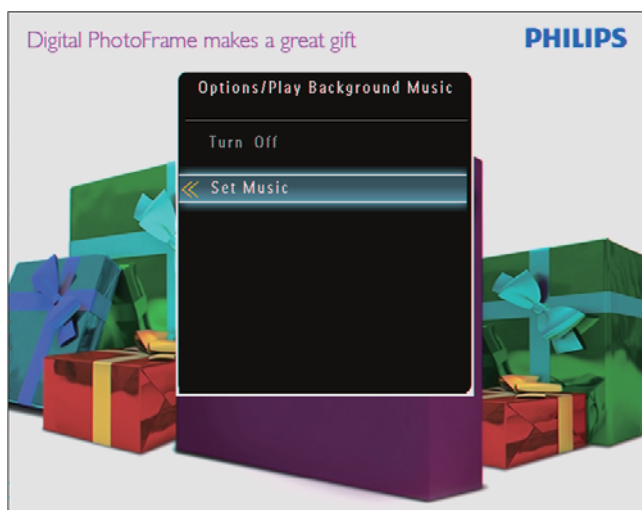 Digital PhotoFrame makes a great gift
PHILIPS
Options/Play Background Music
Turn Off
Set Music